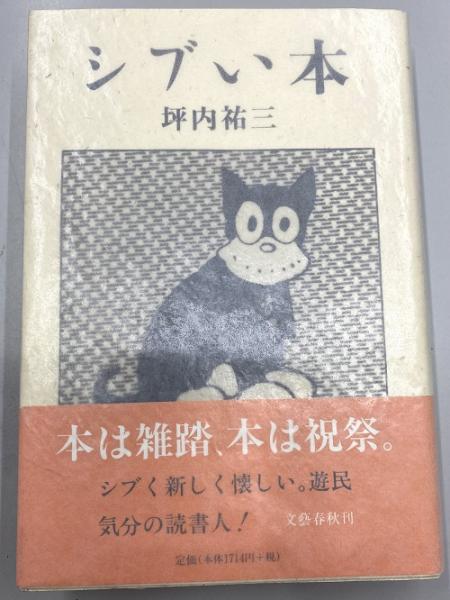 シブい本
坪内祐三
本は雑踏、本は祝祭。
シブく新しく懐しい。遊民
気分の読書人!
文藝春秋刊
定価(本体1714円+税)